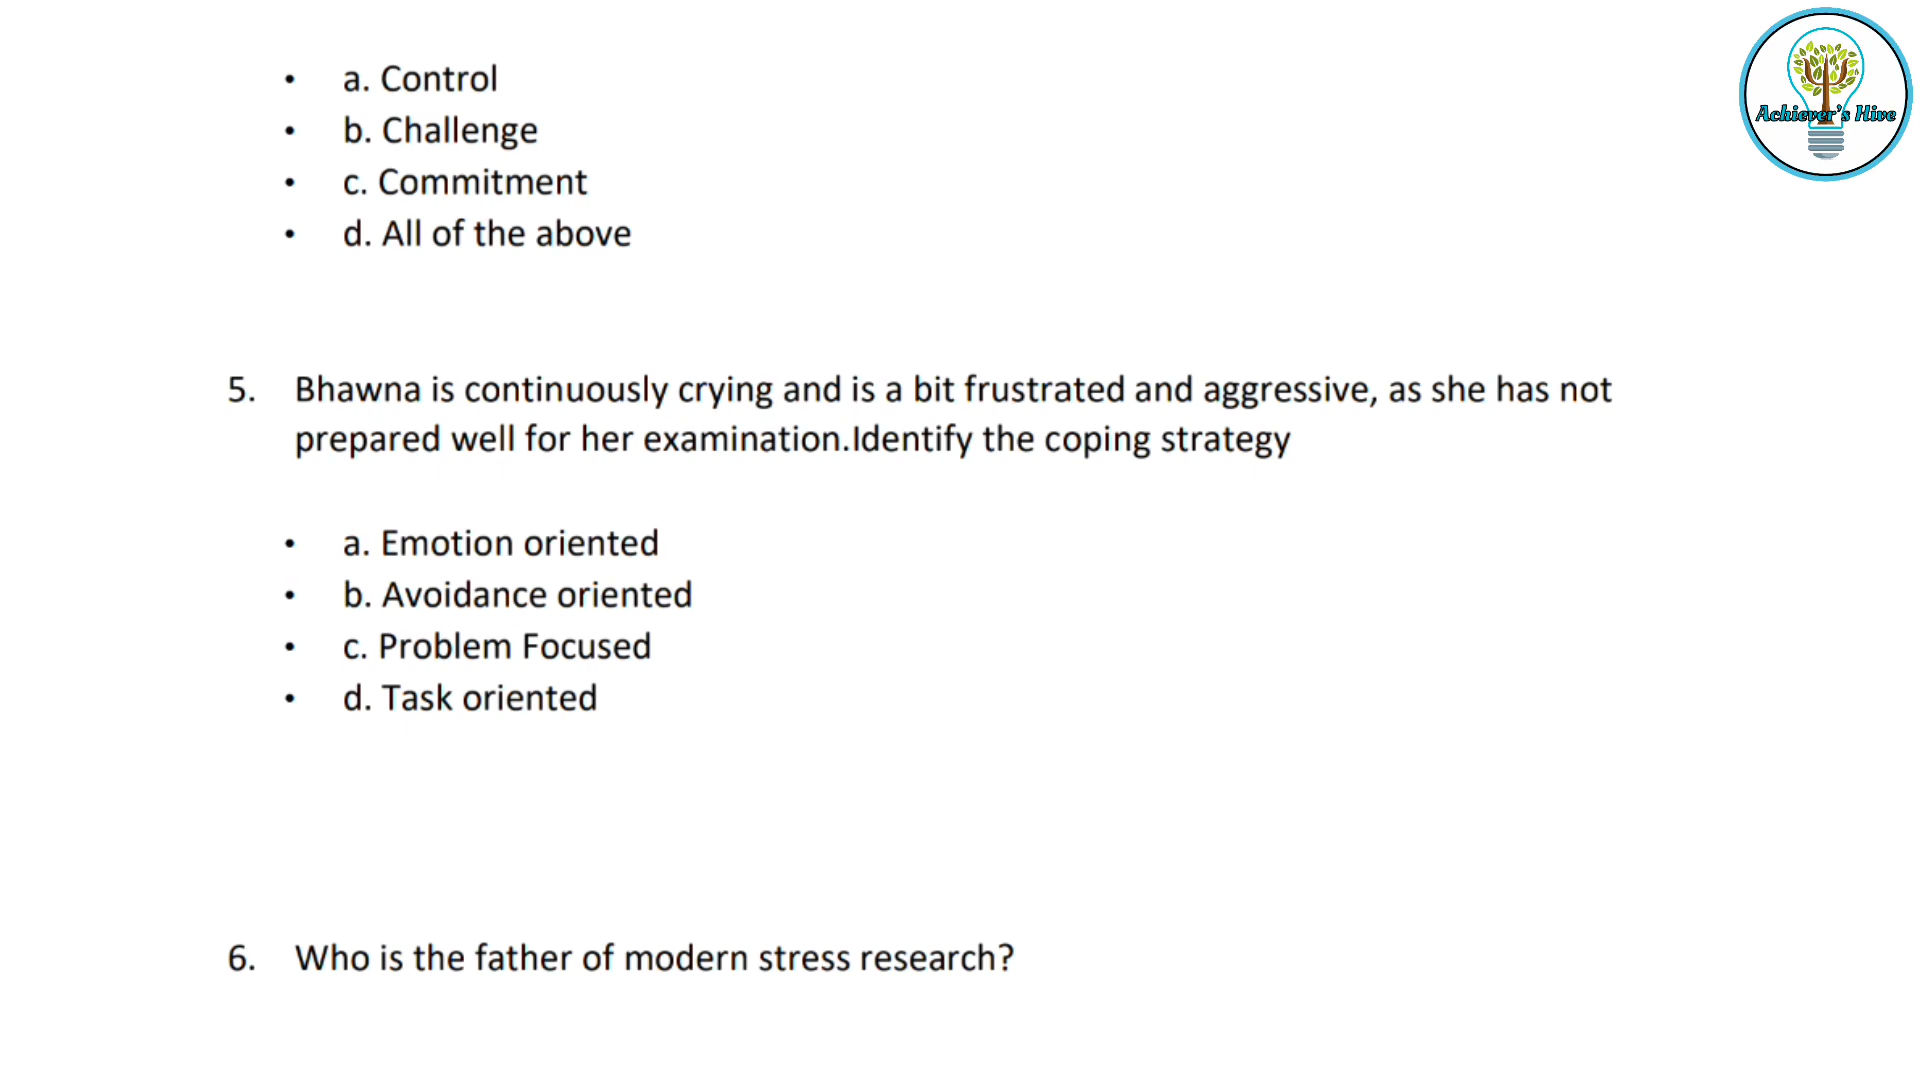 • a. Control
• b. Challenge
• c. Commitment
• d. All of the above
Achiever's Hive
5. Bhawna is continuously crying and is a bit frustrated and aggressive, as she has not
prepared well for her examination.Identify the coping strategy
• a. Emotion oriented
• b. Avoidance oriented
• c. Problem Focused
• d. Task oriented
6. Who is the father of modern stress research?